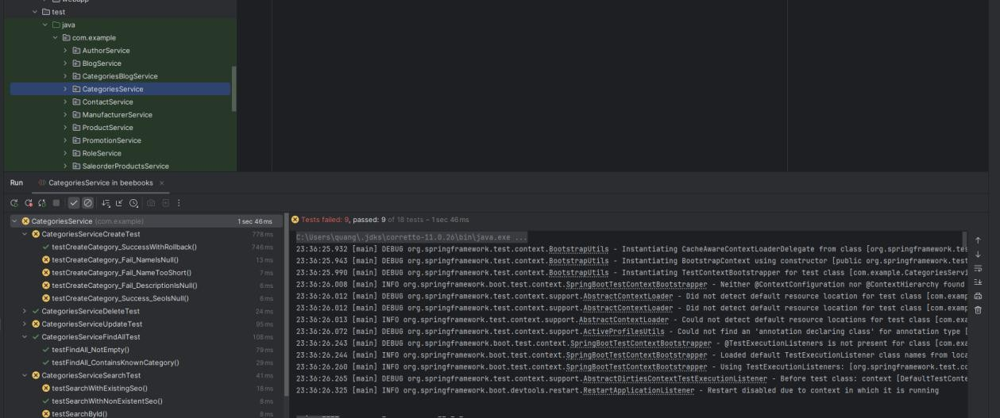 webapp
test
java
com.example
AuthorService
BlogService
CategoriesBlogService
CategoriesService
ContactService
ManufacturerService
ProductService
PromotionService
RoleService
SaleorderProductsService
Run CategoriesService in beebooks ×
CategoriesService (com.example) 1 sec 46 ms
CategoriesServiceCreateTest 778 ms
testCreateCategory_SuccessWithRollback() 746 ms
testCreateCategory_Fail_NameIsNull() 13 ms
testCreateCategory_Fail_NameTooShort() 7 ms
testCreateCategory_Fail_DescriptionIsNull() 6 ms
testCreateCategory_Success_SeoIsNull() 6 ms
CategoriesServiceDeleteTest 24 ms
CategoriesServiceUpdateTest 95 ms
CategoriesServiceFindAllTest 108 ms
testFindAll_NotEmpty() 79 ms
testFindAll_ContainsKnownCategory() 29 ms
CategoriesServiceSearchTest 41 ms
testSearchWithExistingSeo() 18 ms
testSearchWithNonExistentSeo() 8 ms
testSearchById() 8 ms
Tests failed: 9, passed: 9 of 18 tests – 1 sec 46 ms
C:\Users\quang\.jdks\corretto-11.0.26\bin\java.exe ...
23:36:25.932 [main] DEBUG org.springframework.test.context.BootstrapUtils - Instantiating CacheAwareContextLoaderDelegate from class [org.springframework.tes
23:36:25.943 [main] DEBUG org.springframework.test.context.BootstrapUtils - Instantiating BootstrapContext using constructor [public org.springframework.test
23:36:25.990 [main] DEBUG org.springframework.test.context.BootstrapUtils - Instantiating TestContextBootstrapper for test class [com.example.CategoriesServi
23:36:26.008 [main] INFO org.springframework.boot.test.context.SpringBootTestContextBootstrapper - Neither @ContextConfiguration nor @ContextHierarchy found
23:36:26.012 [main] DEBUG org.springframework.test.context.support.AbstractContextLoader - Did not detect default resource location for test class [com.examp
23:36:26.012 [main] DEBUG org.springframework.test.context.support.AbstractContextLoader - Did not detect default resource location for test class [com.examp
23:36:26.013 [main] INFO org.springframework.test.context.support.AbstractContextLoader - Could not detect default resource locations for test class [com.exa
23:36:26.072 [main] DEBUG org.springframework.test.context.support.ActiveProfilesUtils - Could not find an 'annotation declaring class' for annotation type [
23:36:26.243 [main] DEBUG org.springframework.boot.test.context.SpringBootTestContextBootstrapper - @TestExecutionListeners is not present for class [com.exa
23:36:26.244 [main] INFO org.springframework.boot.test.context.SpringBootTestContextBootstrapper - Loaded default TestExecutionListener class names from loca
23:36:26.260 [main] INFO org.springframework.boot.test.context.SpringBootTestContextBootstrapper - Using TestExecutionListeners: [org.springframework.test.co
23:36:26.265 [main] DEBUG org.springframework.test.context.support.AbstractDirtiesContextTestExecutionListener - Before test class: context [DefaultTestConte
23:36:26.325 [main] INFO org.springframework.boot.devtools.restart.RestartApplicationListener - Restart disabled due to context in which it is running